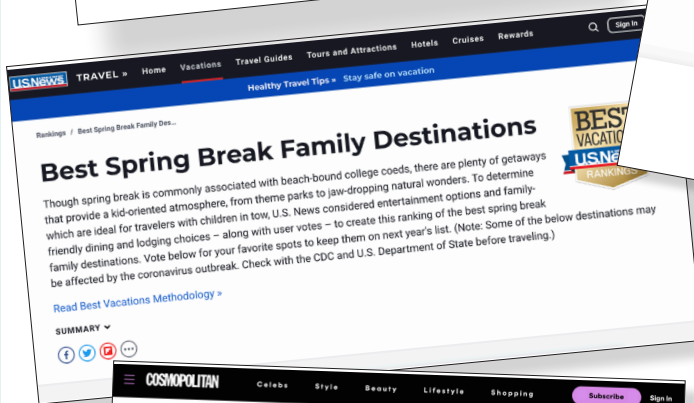 U.S.News
TRAVEL »
Home
Vacations
Travel Guides
Tours and Attractions
Hotels
Cruises
Rewards
Sign In
Healthy Travel Tips » Stay safe on vacation
Rankings / Best Spring Break Family Des...
Best Spring Break Family Destinations
BEST
U.S.Ne
RANKINGS
Though spring break is commonly associated with beach-bound college coeds, there are plenty of getaways
that provide a kid-oriented atmosphere, from theme parks to jaw-dropping natural wonders. To determine
which are ideal for travelers with children in tow, U.S. News considered entertainment options and family-
friendly dining and lodging choices – along with user votes – to create this ranking of the best spring break
family destinations. Vote below for your favorite spots to keep them on next year's list. (Note: Some of the below destinations may
be affected by the coronavirus outbreak. Check with the CDC and U.S. Department of State before traveling.)
Read Best Vacations Methodology »
SUMMARY
COSMOPOLITAN
Celebs
Style
Beauty
Lifestyle
Shopping
Subscribe
Sign In